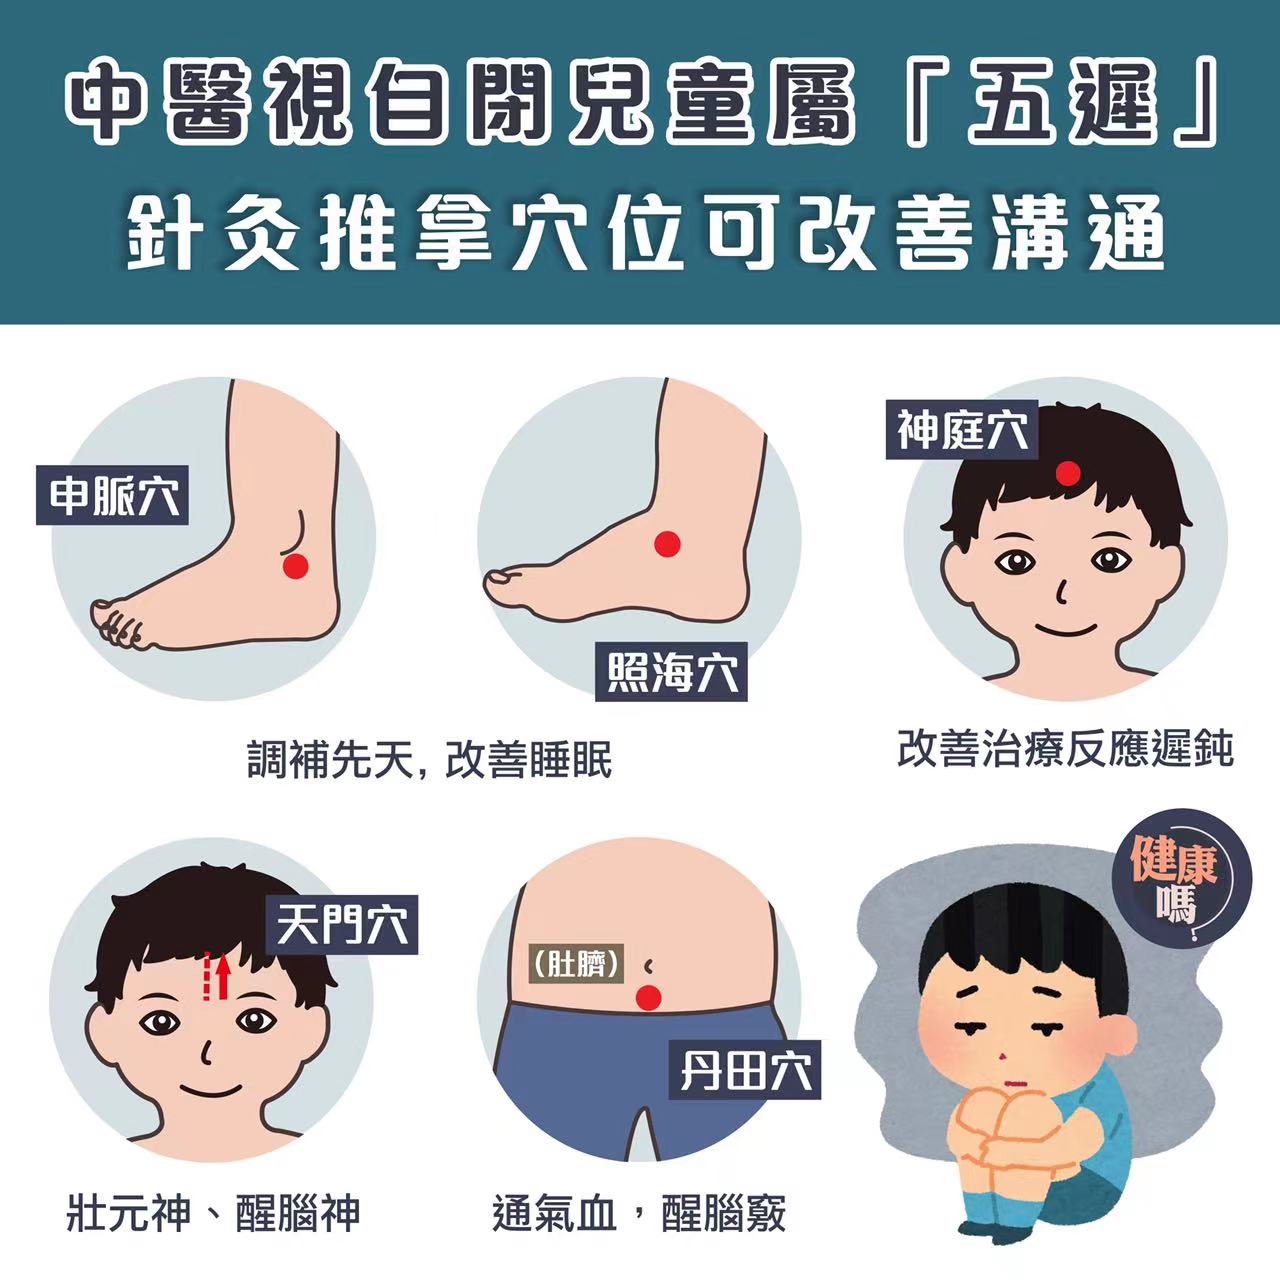 中醫視自閉兒童屬「五遲」
針灸推拿穴位可改善溝通
申脈穴
照海穴
調補先天, 改善睡眠
神庭穴
改善治療反應遲鈍
天門穴
壯元神、醒腦神
(肚臍)
丹田穴
通氣血，醒腦竅
健康
嗎?